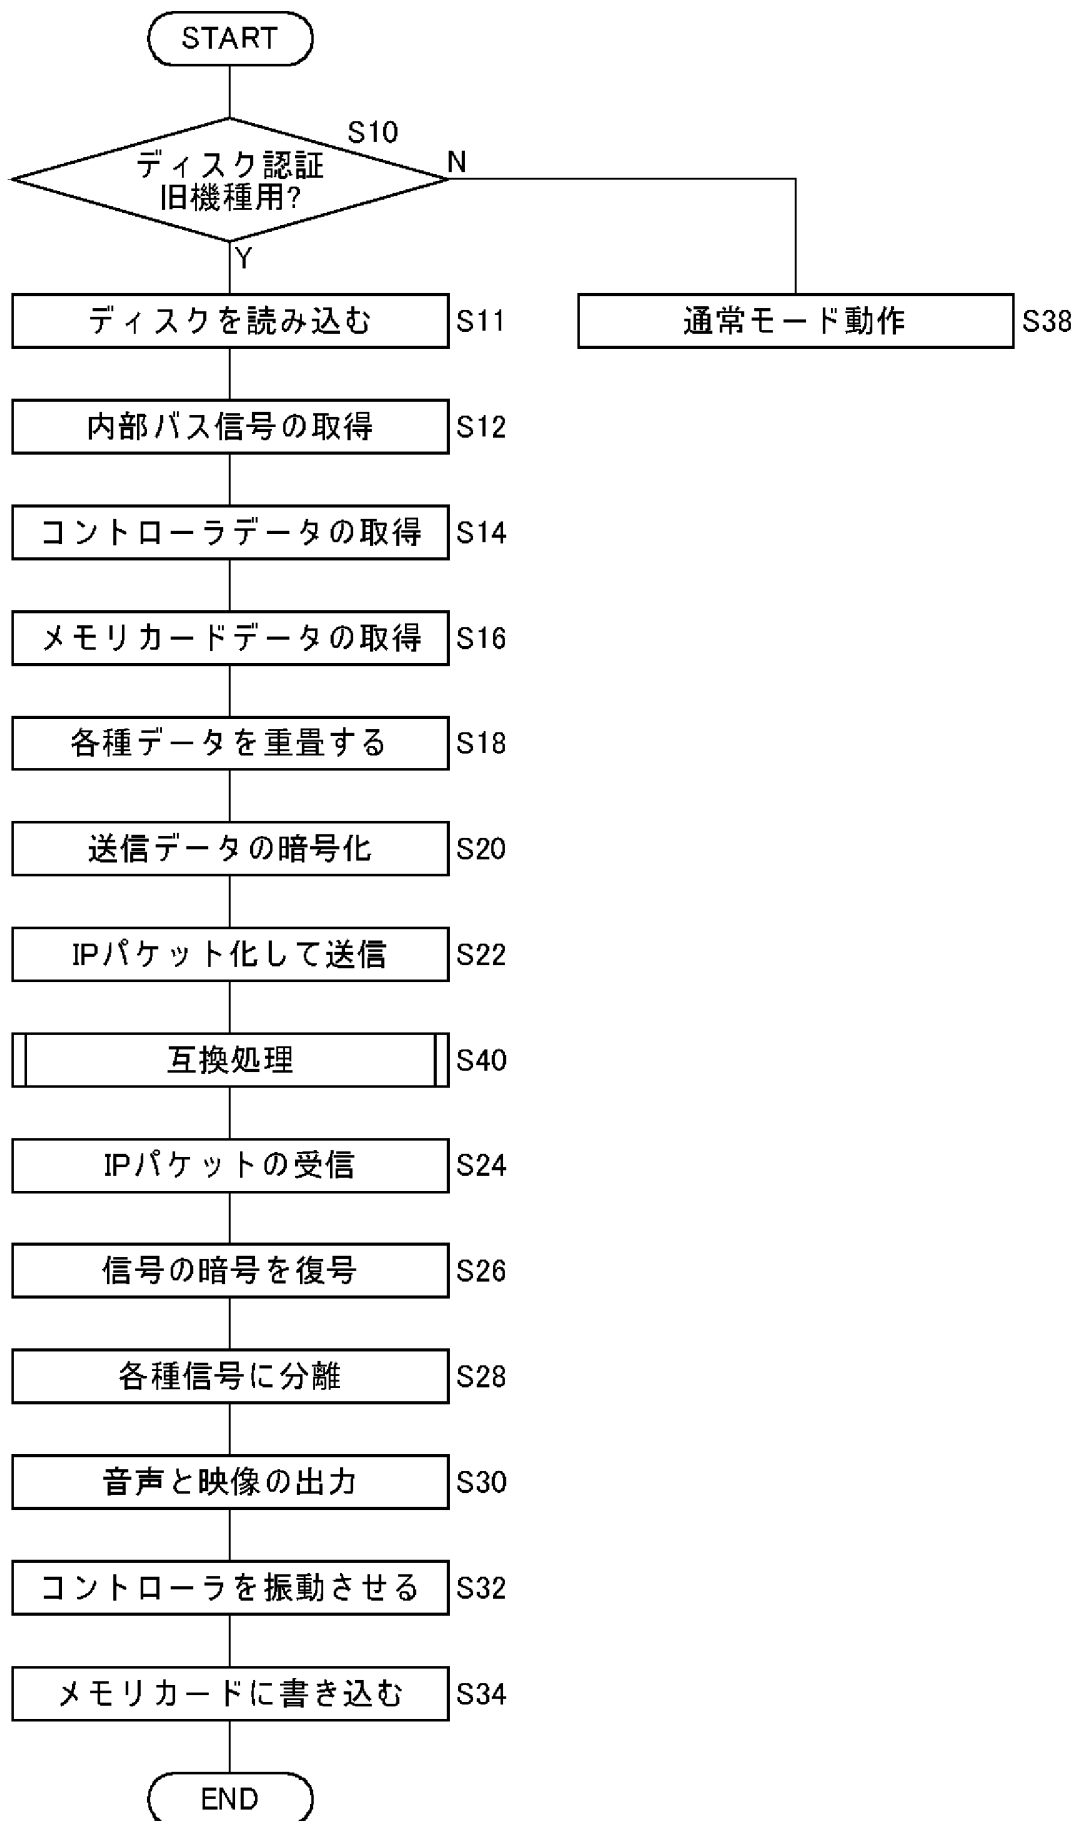 START
S10
ディスク認証
旧機種用?
N
Y
ディスクを読み込む S11
通常モード動作 S38
内部バス信号の取得 S12
コントローラデータの取得 S14
メモリカードデータの取得 S16
各種データを重畳する S18
送信データの暗号化 S20
IPパケット化して送信 S22
互換処理 S40
IPパケットの受信 S24
信号の暗号を復号 S26
各種信号に分離 S28
音声と映像の出力 S30
コントローラを振動させる S32
メモリカードに書き込む S34
END